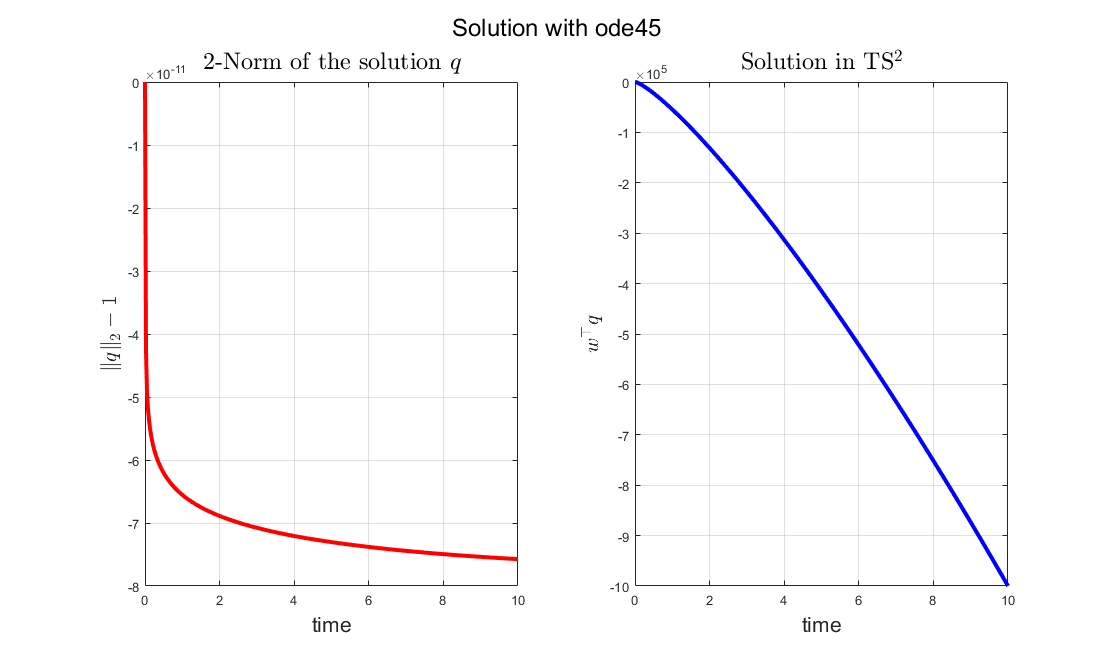 Solution with ode45
2-Norm of the solution q
×10^-11
0
-1
-2
-3
-4
-5
-6
-7
-8
0 2 4 6 8 10
time
‖q‖₂ − 1
Solution in TS²
×10^5
0
-1
-2
-3
-4
-5
-6
-7
-8
-9
-10
0 2 4 6 8 10
time
w^⊤ q